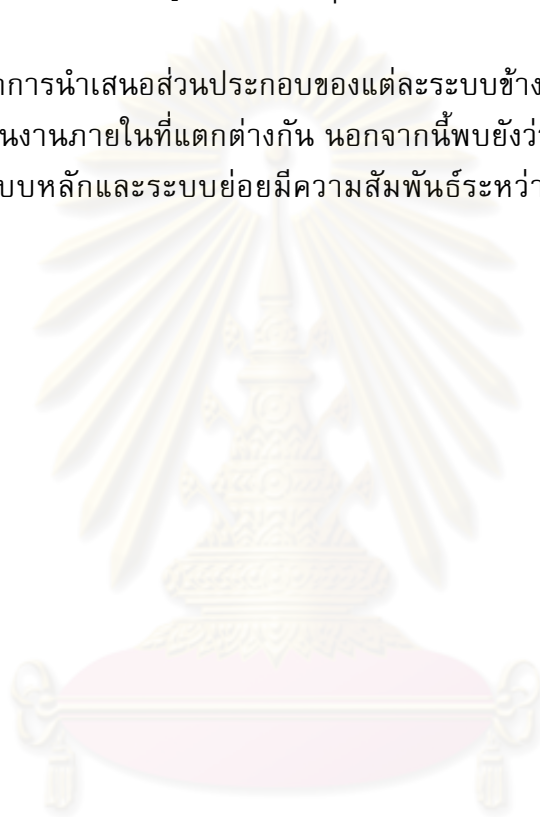 การนำเสนอส่วนประกอบของแต่ละระบบข้าง
งานภายในที่แตกต่างกัน นอกจากนี้พบยังว่
บบหลักและระบบย่อยมีความสัมพันธ์ระหว่า